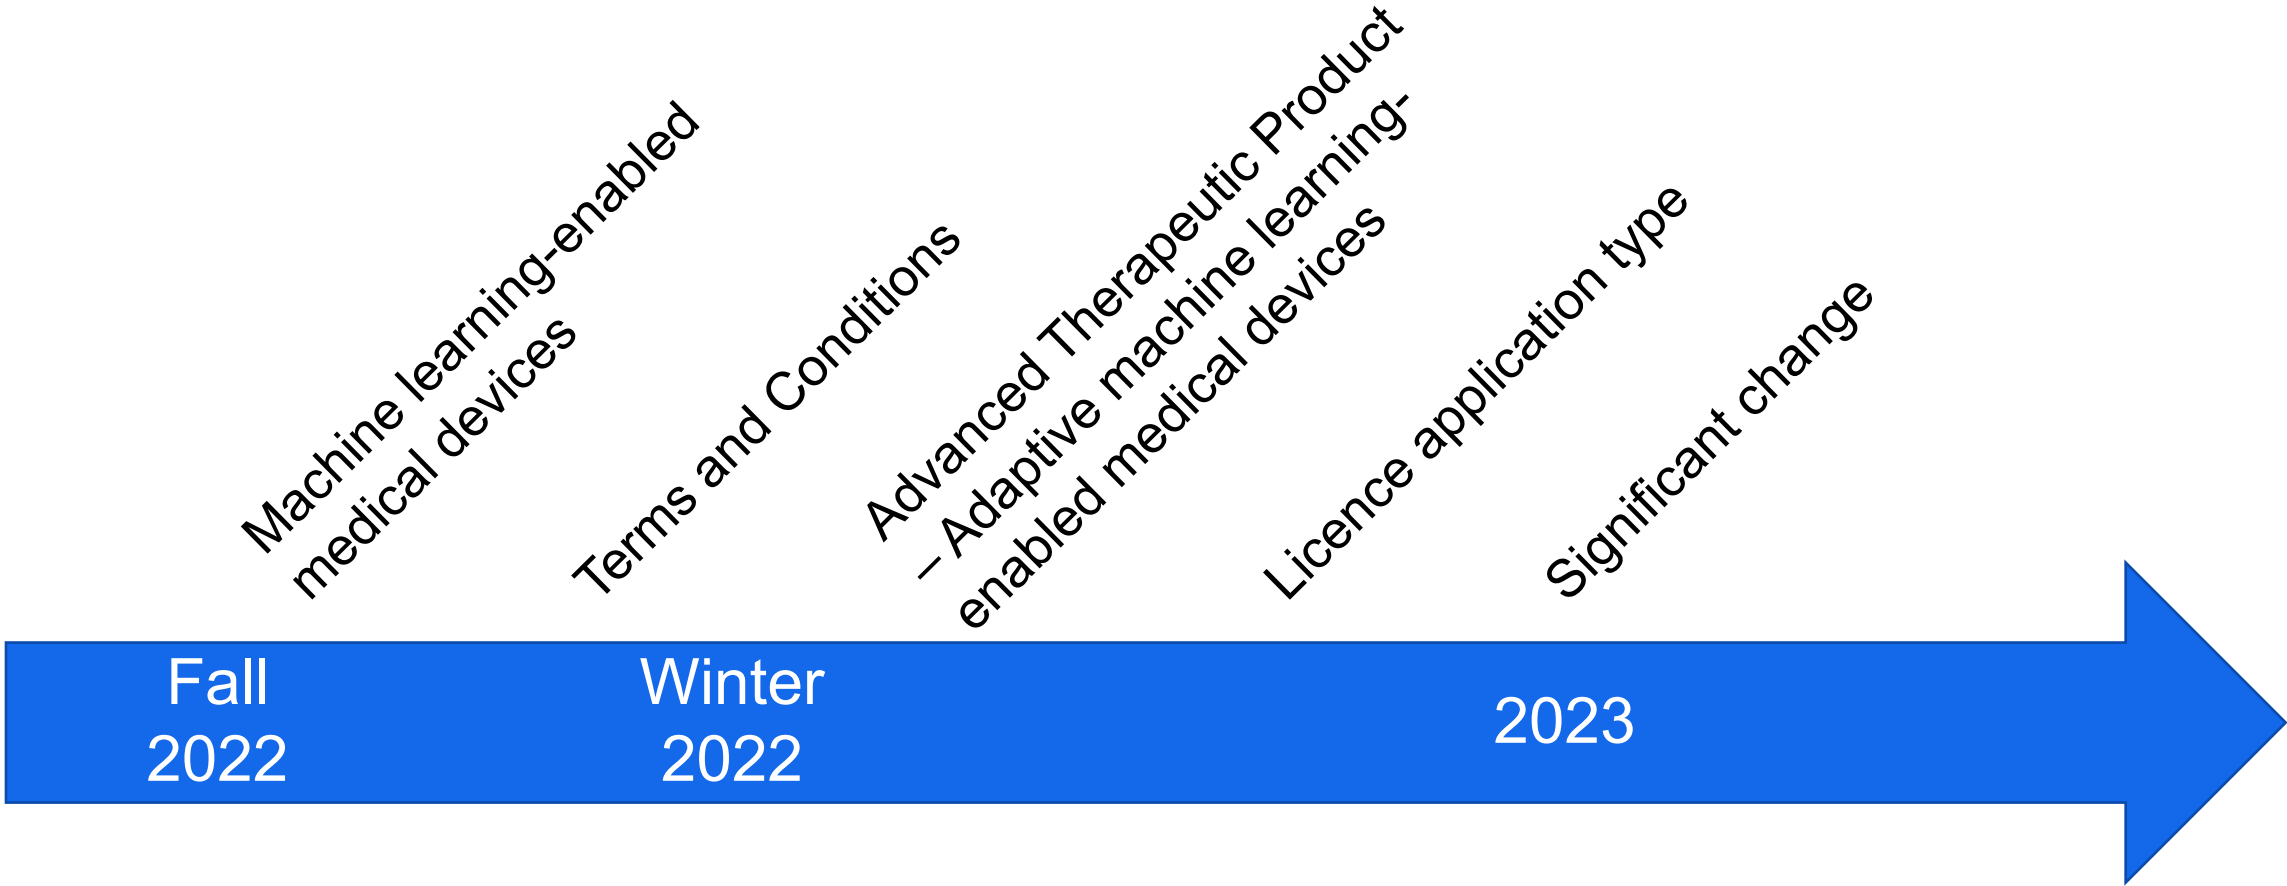 Machine learning-enabled
medical devices
Terms and Conditions
Advanced Therapeutic Product
– Adaptive machine learning-
enabled medical devices
Licence application type
Significant change
Fall
2022
Winter
2022
2023